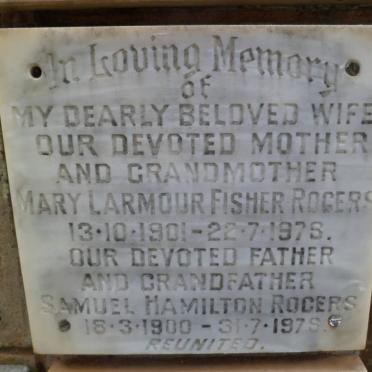 In Loving Memory
of
MY DEARLY BELOVED WIFE
OUR DEVOTED MOTHER
AND GRANDMOTHER
MARY LARMOUR FISHER ROGERS
13·10·1901-22·7·1976.
OUR DEVOTED FATHER
AND GRANDFATHER
SAMUEL HAMILTON ROGERS
16·3·1900 - 31·7·1976.
REUNITED.